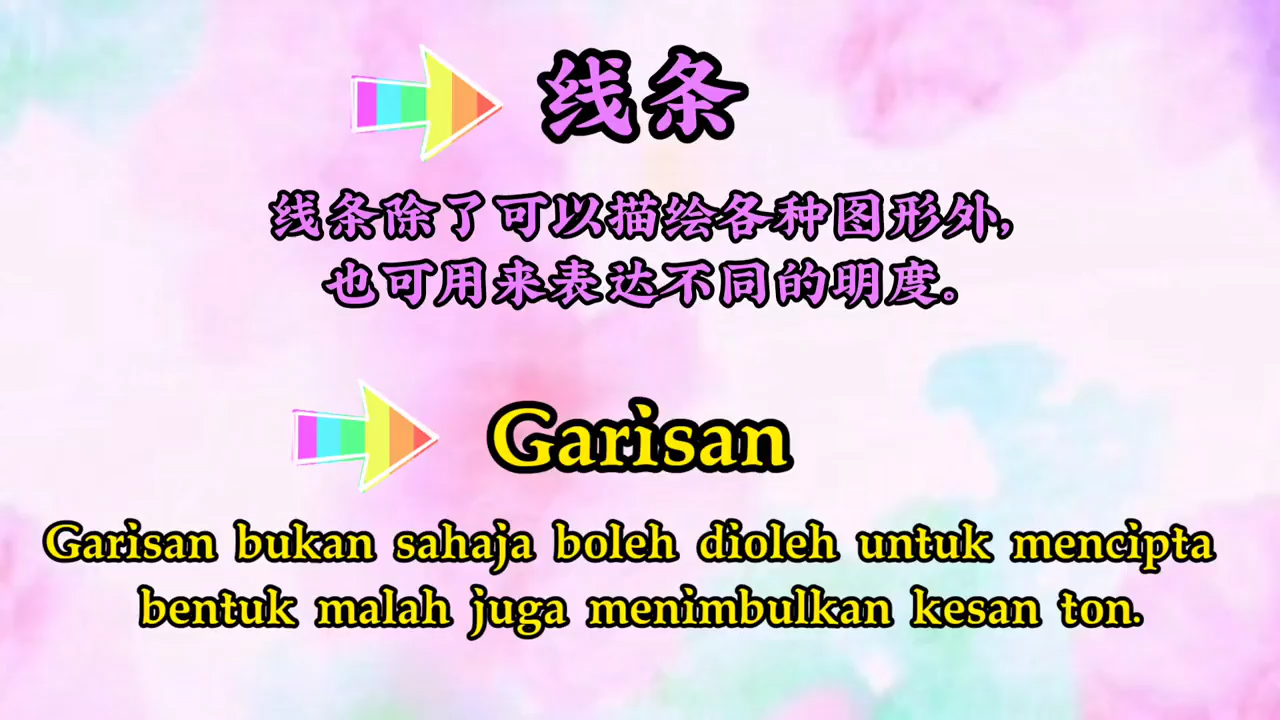 线条
线条除了可以描绘各种图形外,
也可用来表达不同的明度。
Garisan
Garisan bukan sahaja boleh dioleh untuk mencipta
bentuk malah juga menimbulkan kesan ton.